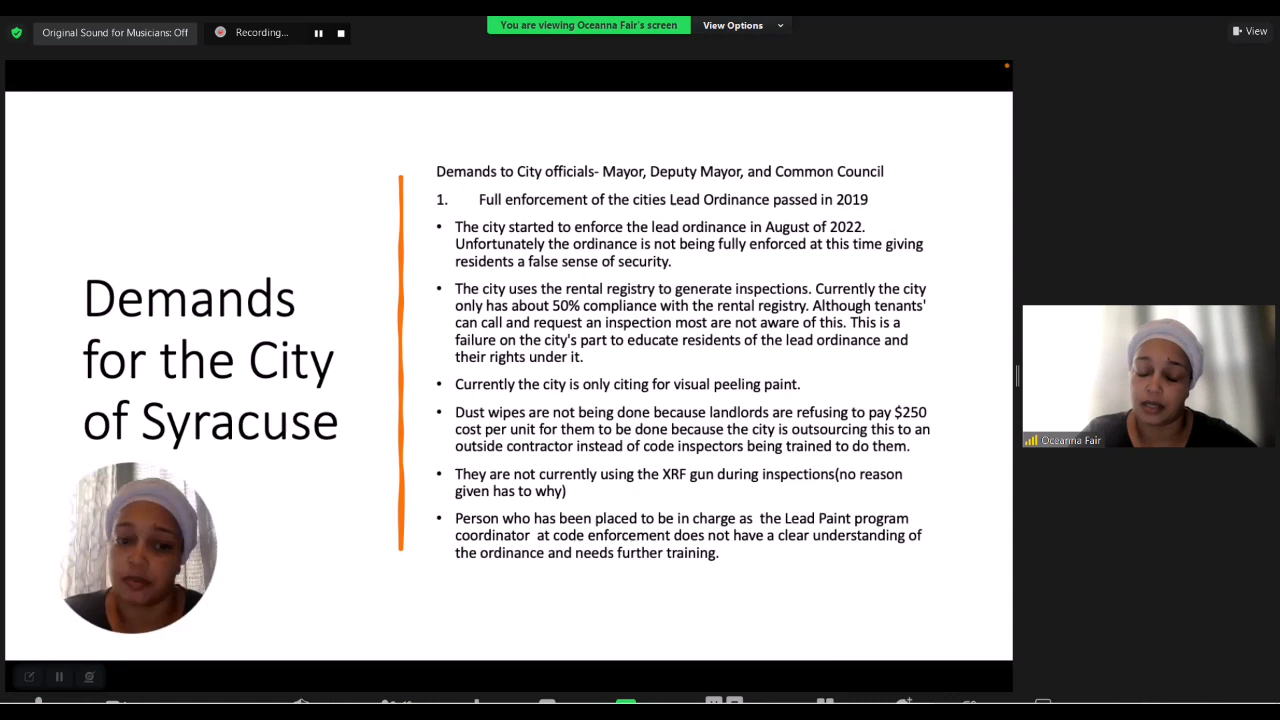 You are viewing Oceanna Fair's screen
View Options
Original Sound for Musicians: Off
Recording...
View
Demands to City officials- Mayor, Deputy Mayor, and Common Council
1. Full enforcement of the cities Lead Ordinance passed in 2019
• The city started to enforce the lead ordinance in August of 2022.
Unfortunately the ordinance is not being fully enforced at this time giving
residents a false sense of security.
• The city uses the rental registry to generate inspections. Currently the city
only has about 50% compliance with the rental registry. Although tenants'
can call and request an inspection most are not aware of this. This is a
failure on the city's part to educate residents of the lead ordinance and
their rights under it.
• Currently the city is only citing for visual peeling paint.
• Dust wipes are not being done because landlords are refusing to pay $250
cost per unit for them to be done because the city is outsourcing this to an
outside contractor instead of code inspectors being trained to do them.
• They are not currently using the XRF gun during inspections(no reason
given has to why)
• Person who has been placed to be in charge as the Lead Paint program
coordinator at code enforcement does not have a clear understanding of
the ordinance and needs further training.
Demands
for the City
of Syracuse
Oceanna Fair